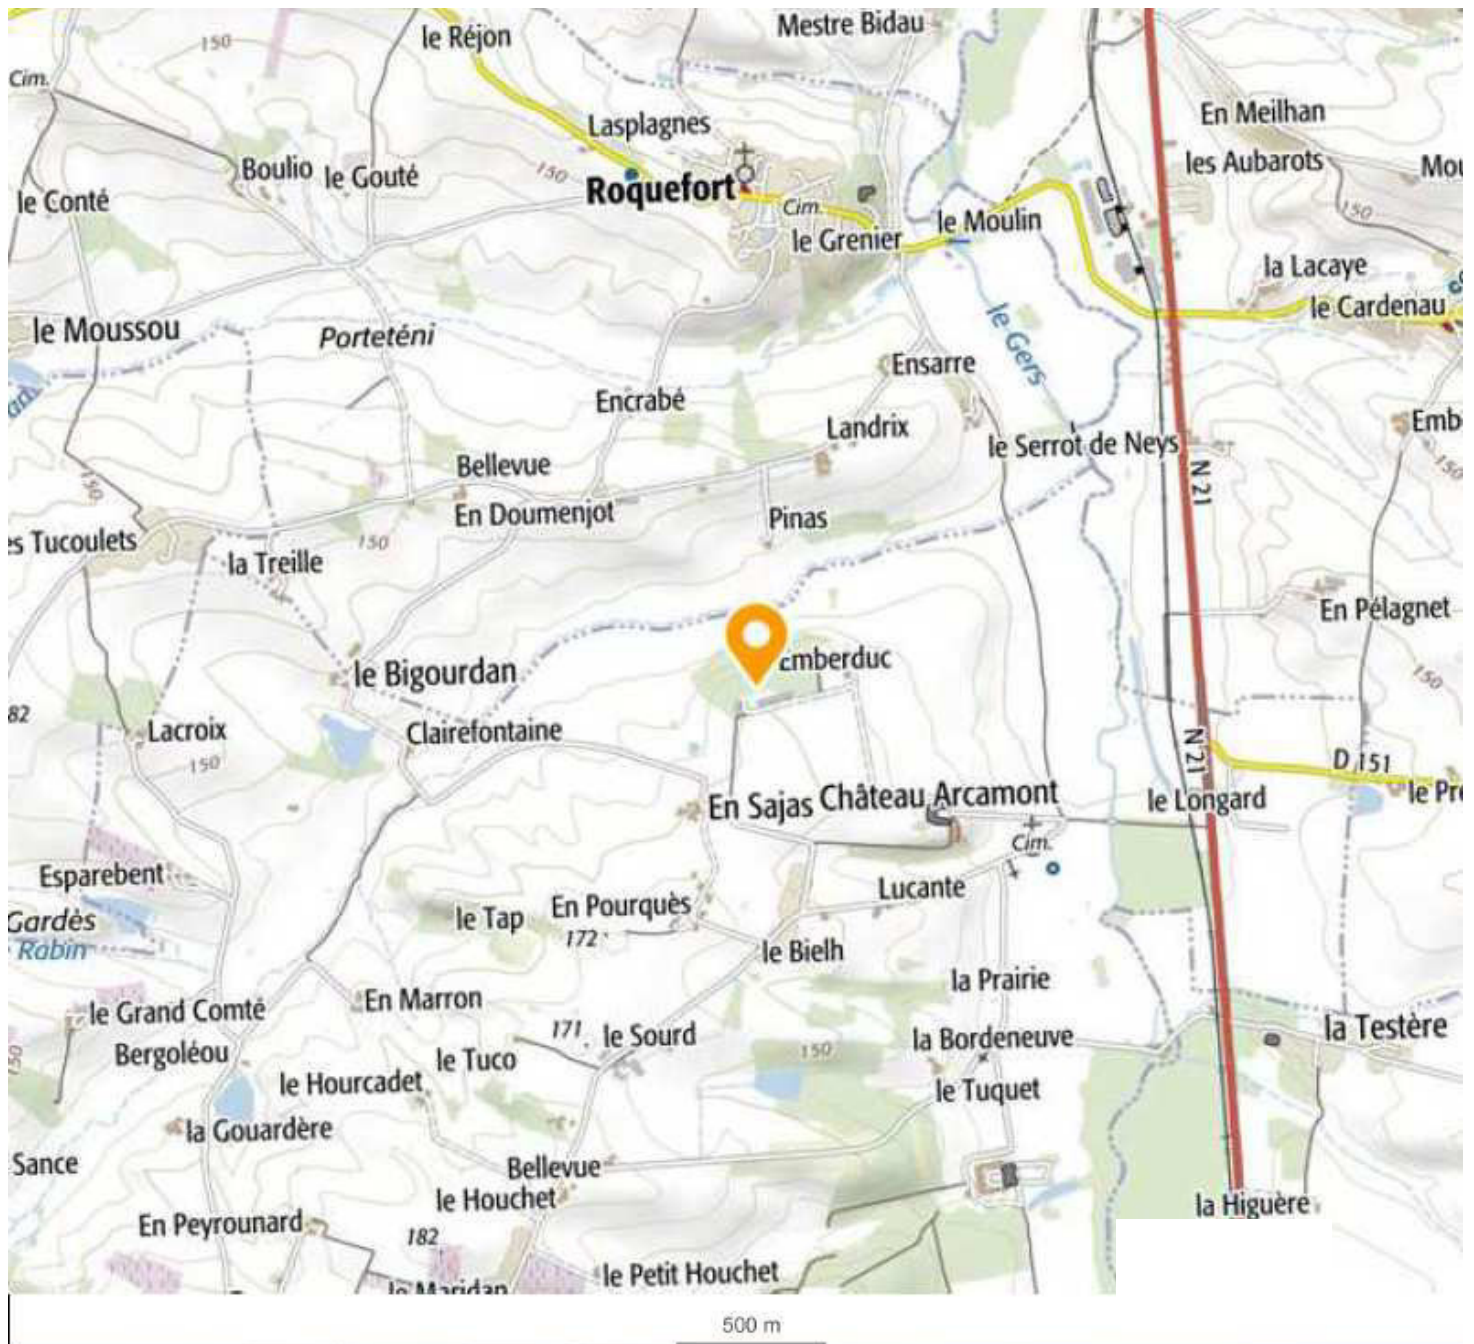 le Réjon
Mestre Bidau
150
Cim.
En Meilhan
Lasplagnes
les Aubarots
Boulio
le Gouté
150
Roquefort
Cim.
le Conté
le Moulin
150
le Grenier
la Lacaye
le Cardenau
le Moussou
Porteténi
le Gers
Ensarre
Encrabé
Landrix
le Serrot de Neys
Bellevue
150
150
N 21
En Doumenjot
Pinas
Tucoulets
150
la Treille
En Pélagnet
Emberduc
le Bigourdan
150
82
Lacroix
Clairefontaine
N 21
D 151
150
En Sajas
Château Arcamont
le Longard
Cim.
Esparebent
Lucante
Gardès
le Tap
En Pourquès
172
Rabin
le Bielh
la Prairie
En Marron
le Grand Comté
171
le Sourd
la Bordeneuve
la Testère
150
Bergoléou
le Tuco
150
le Hourcadet
le Tuquet
la Gouardère
Sance
Bellevue
le Houchet
la Higuère
En Peyrounard
182
le Petit Houchet
le Maridan
500 m